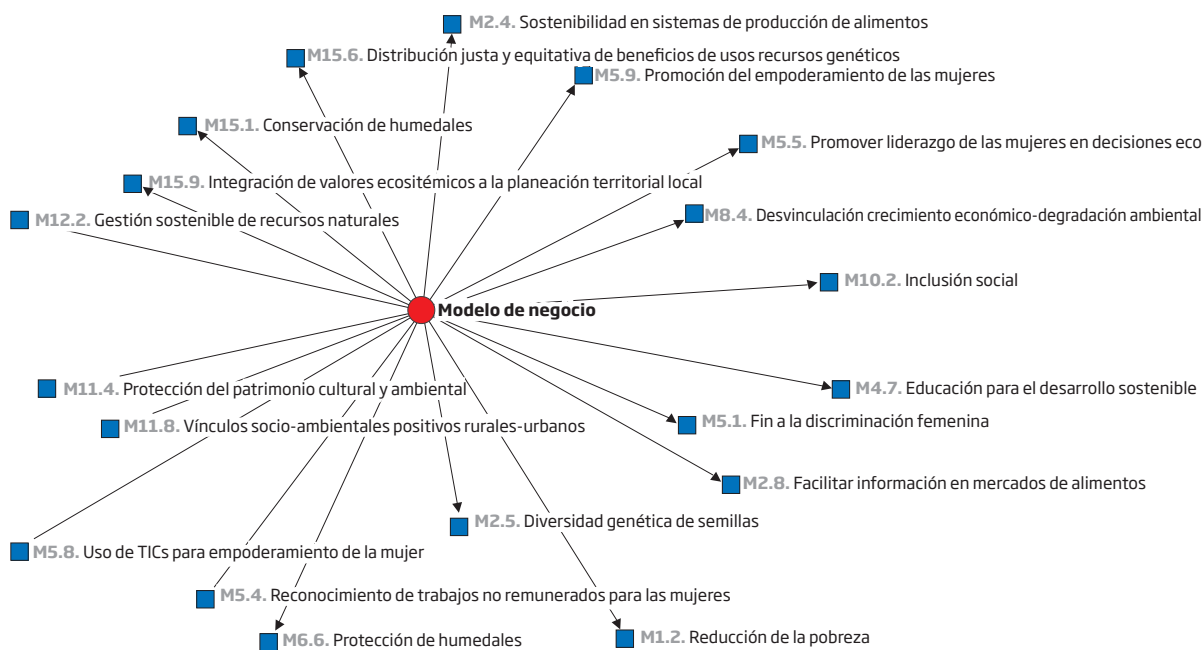 M2.4. Sostenibilidad en sistemas de producción de alimentos
M15.6. Distribución justa y equitativa de beneficios de usos recursos genéticos
M5.9. Promoción del empoderamiento de las mujeres
M15.1. Conservación de humedales
M5.5. Promover liderazgo de las mujeres en decisiones eco
M15.9. Integración de valores ecositémicos a la planeación territorial local
M12.2. Gestión sostenible de recursos naturales
M8.4. Desvinculación crecimiento económico-degradación ambiental
M10.2. Inclusión social
Modelo de negocio
M11.4. Protección del patrimonio cultural y ambiental
M4.7. Educación para el desarrollo sostenible
M5.1. Fin a la discriminación femenina
M11.8. Vínculos socio-ambientales positivos rurales-urbanos
M2.8. Facilitar información en mercados de alimentos
M2.5. Diversidad genética de semillas
M5.8. Uso de TICs para empoderamiento de la mujer
M5.4. Reconocimiento de trabajos no remunerados para las mujeres
M6.6. Protección de humedales
M1.2. Reducción de la pobreza